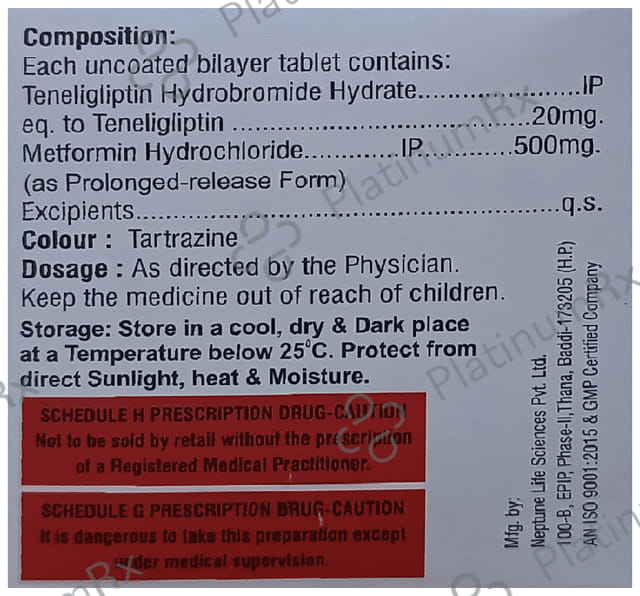 Composition:
Each uncoated bilayer tablet contains:
Teneligliptin Hydrobromide Hydrate..............................IP
eq. to Teneligliptin ..........................................20mg.
Metformin Hydrochloride.............IP............500mg.
(as Prolonged-release Form)
Excipients............................................................q.s.
Colour : Tartrazine
Dosage : As directed by the Physician.
Keep the medicine out of reach of children.
Storage: Store in a cool, dry & Dark place
at a Temperature below 25°C. Protect from
direct Sunlight, heat & Moisture.
SCHEDULE H PRESCRIPTION DRUG-CAUTION
Not to be sold by retail without the prescription
of a Registered Medical Practitioner.
SCHEDULE G PRESCRIPTION DRUG-CAUTION
It is dangerous to take this preparation except
under medical supervision.
Mfg. by:
Neptune Life Sciences Pvt. Ltd.
100-B, EPIP, Phase-II,Thana, Baddi-173205 (H.P.)
AN ISO 9001:2015 & GMP Certified Company
PlatinumRx
PlatinumRx
PlatinumRx
PlatinumRx